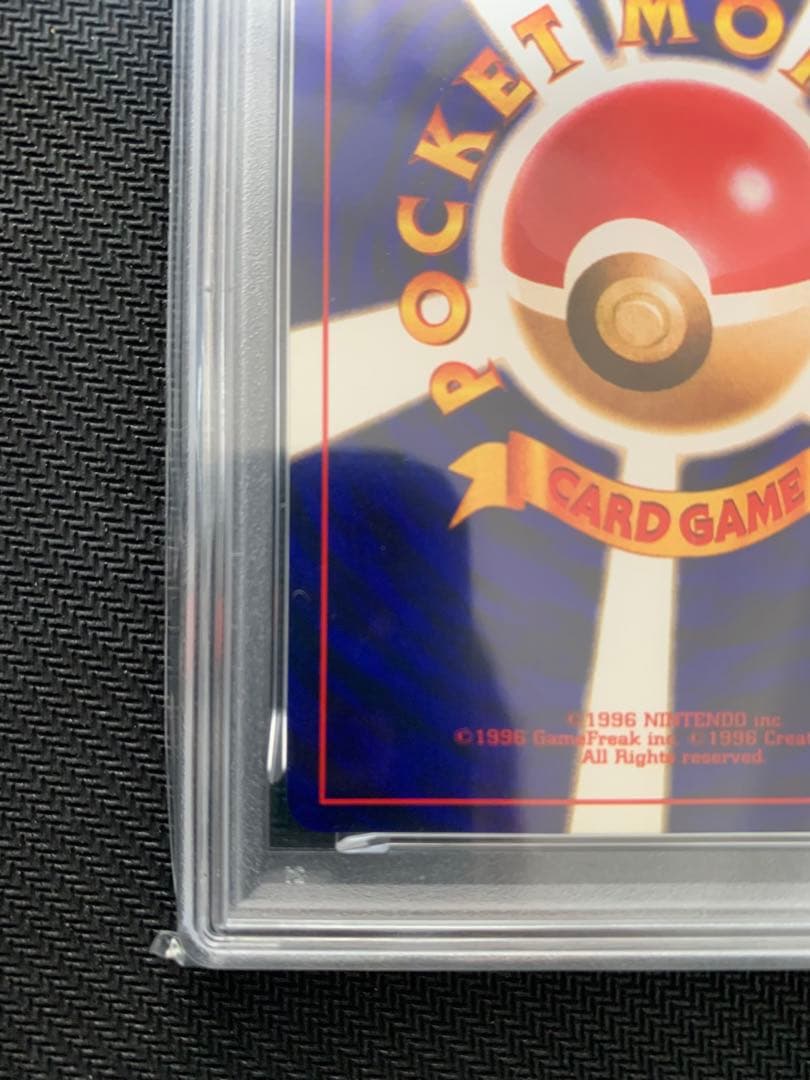 POCKET MO
CARD GAME
©1996 NINTENDO inc
©1996 GameFreak inc. ©1996 Creat
All Rights reserved.